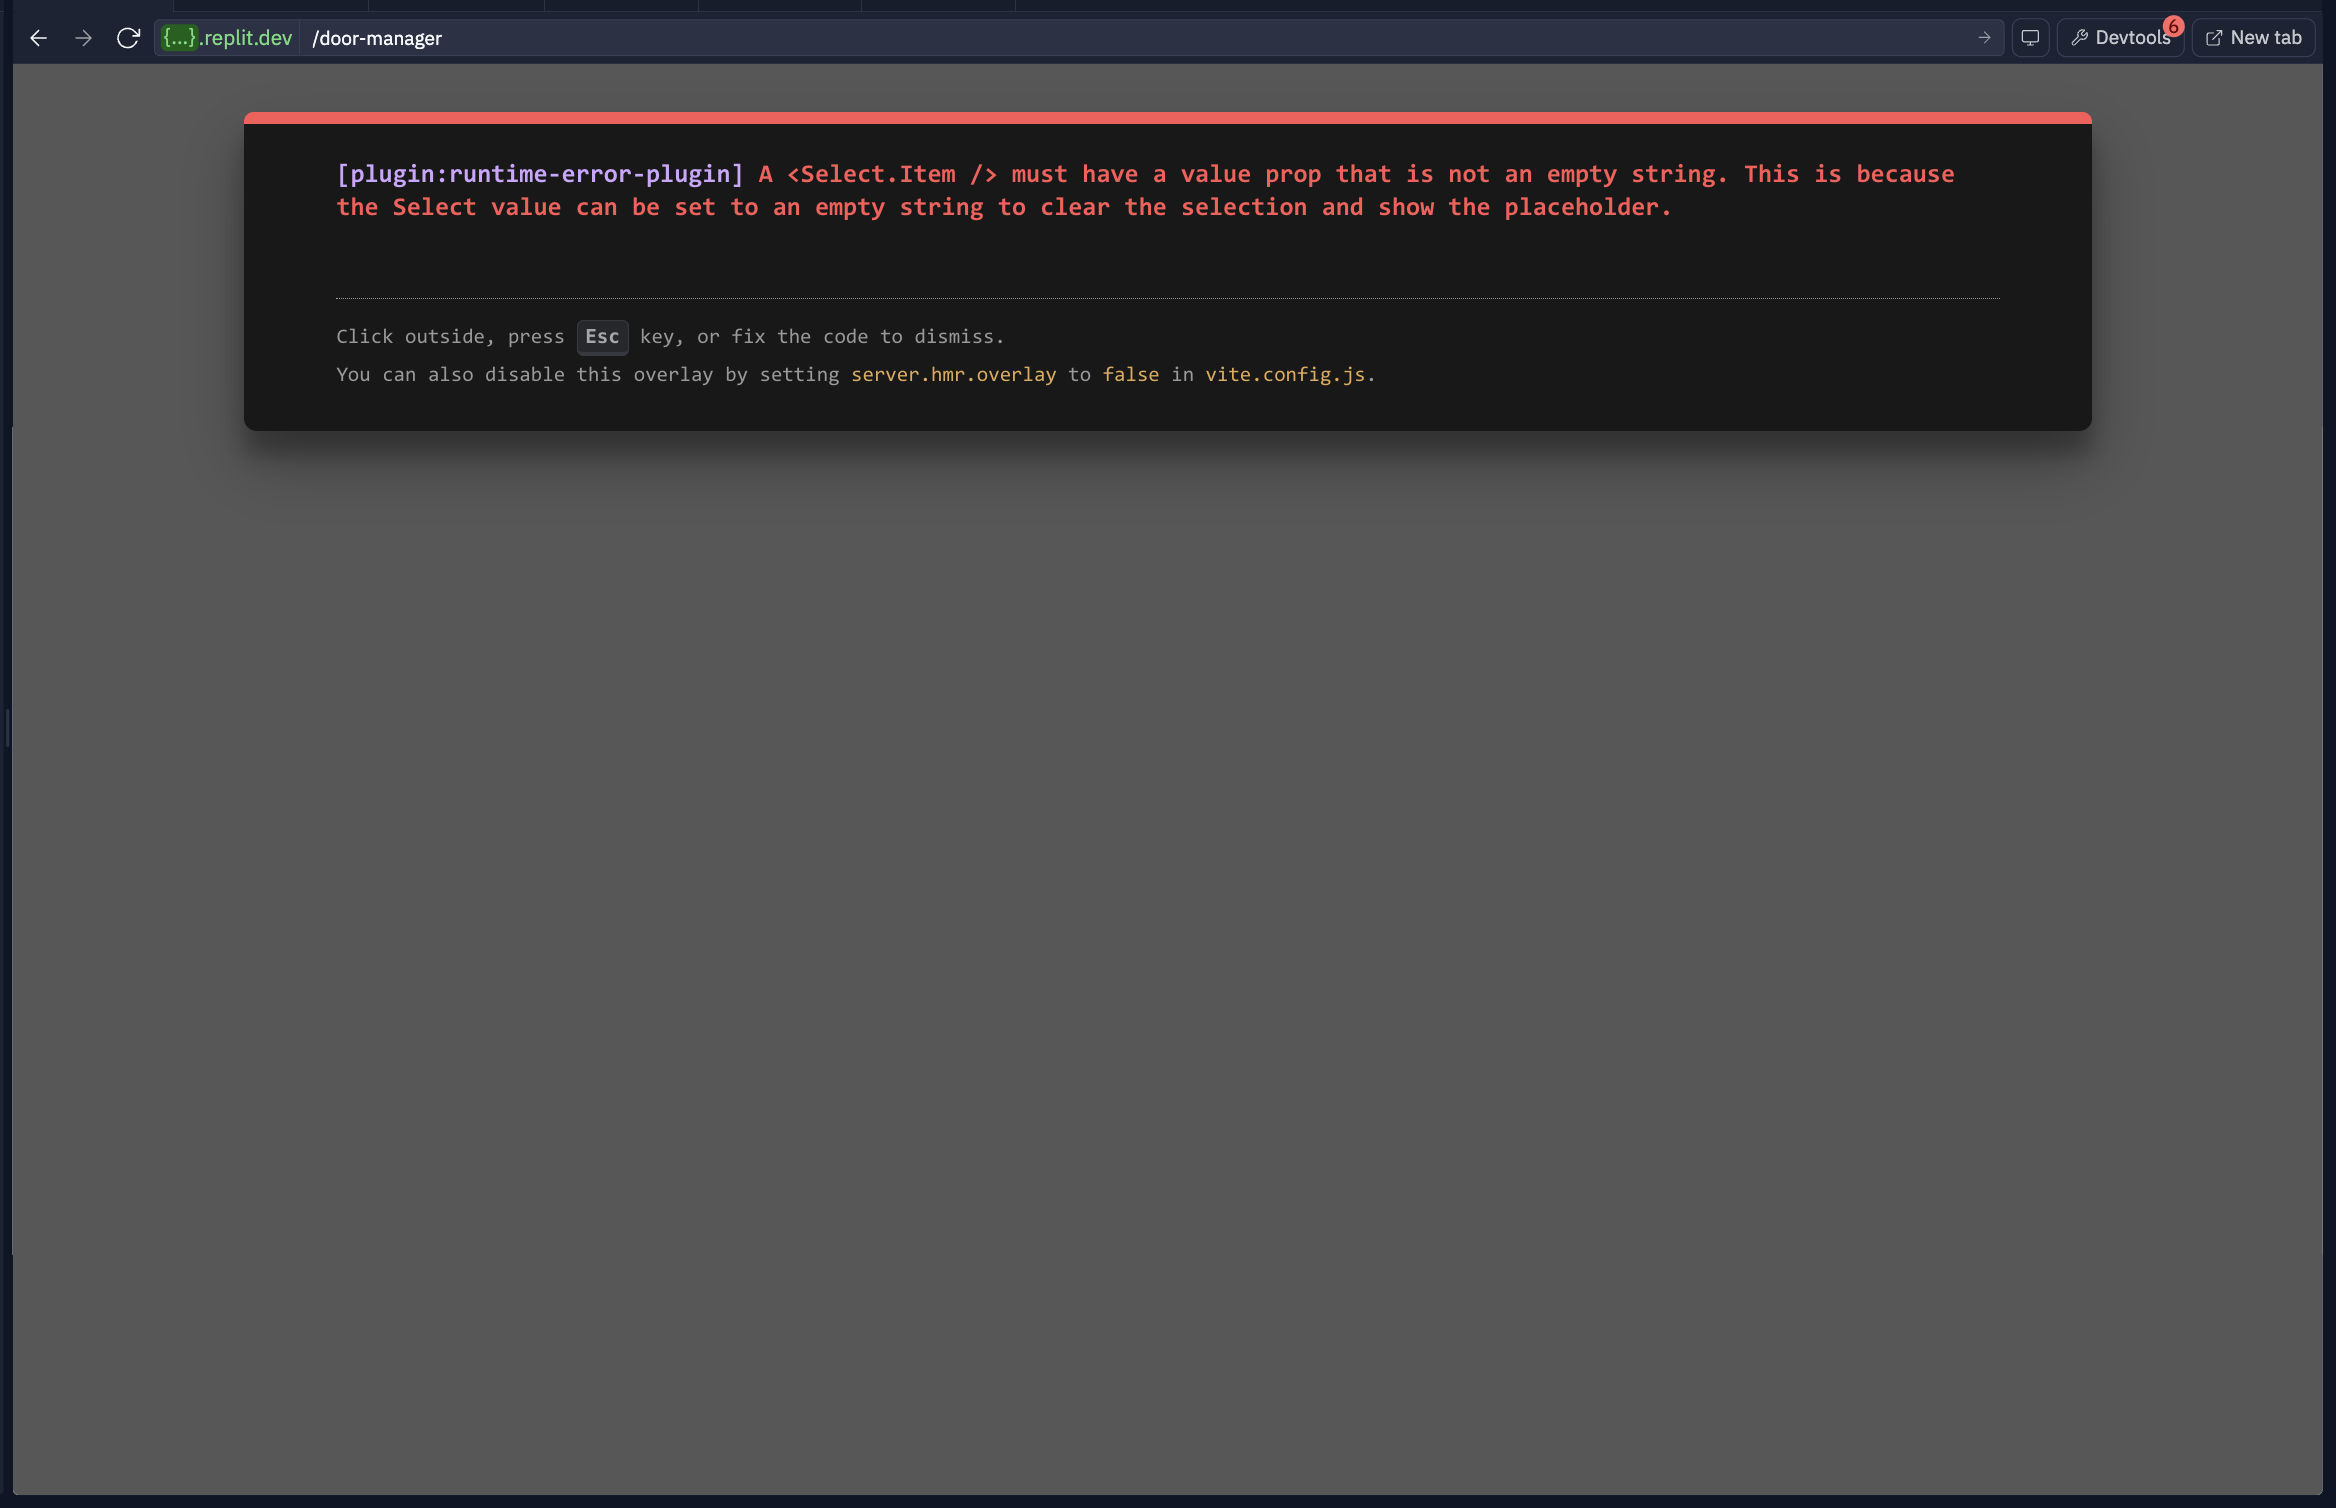 {...}.replit.dev /door-manager Devtools 6 New tab
[plugin:runtime-error-plugin] A <Select.Item /> must have a value prop that is not an empty string. This is because
the Select value can be set to an empty string to clear the selection and show the placeholder.
Click outside, press Esc key, or fix the code to dismiss.
You can also disable this overlay by setting server.hmr.overlay to false in vite.config.js.